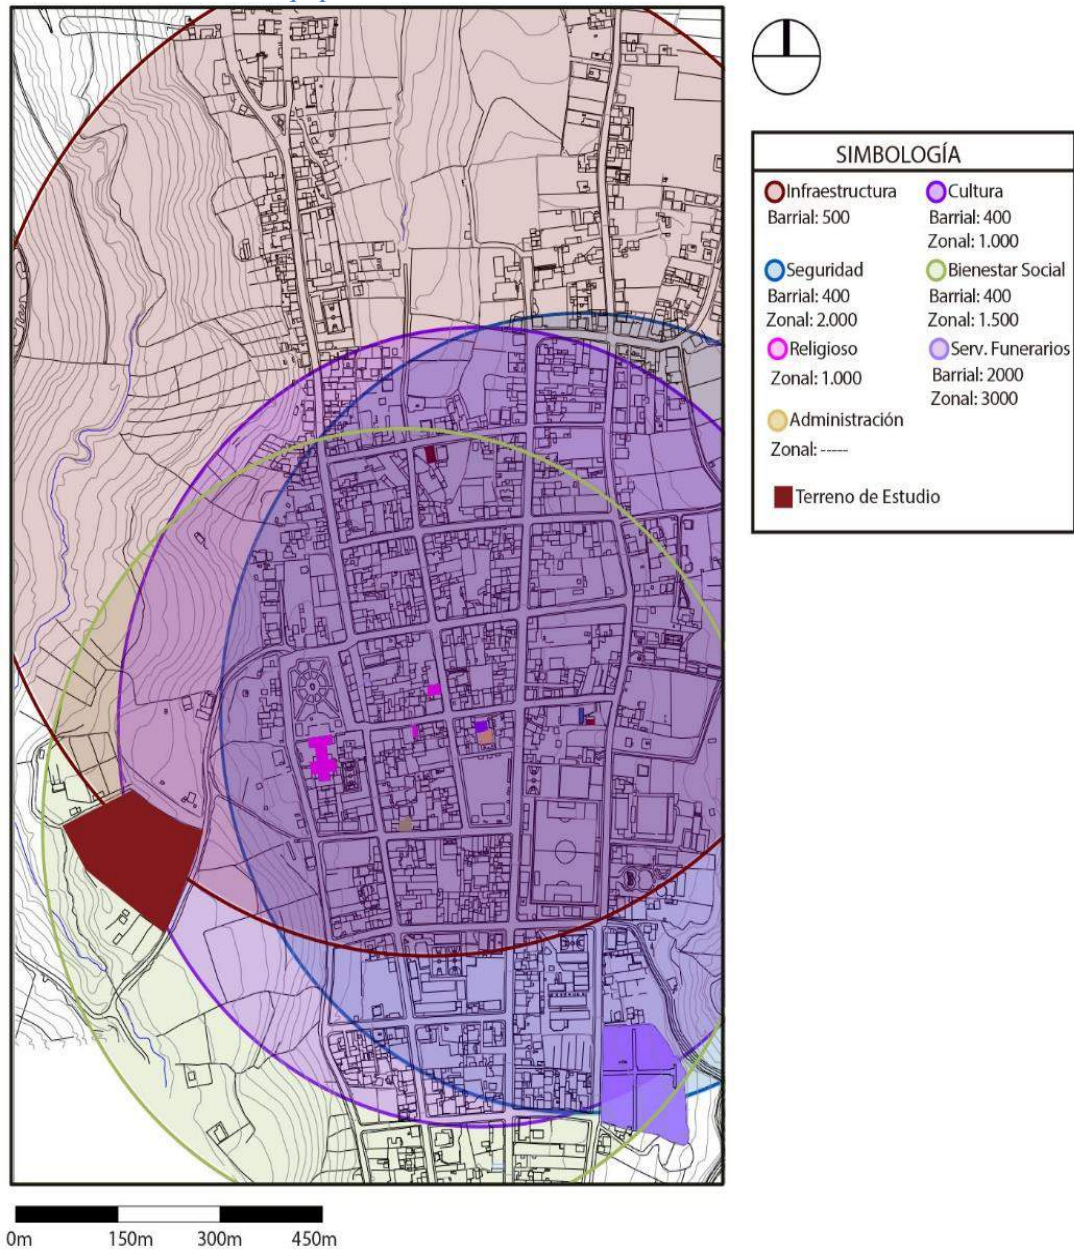 SIMBOLOGÍA
Infraestructura
Barrial: 500
Cultura
Barrial: 400
Zonal: 1.000
Seguridad
Barrial: 400
Zonal: 2.000
Bienestar Social
Barrial: 400
Zonal: 1.500
Religioso
Zonal: 1.000
Serv. Funerarios
Barrial: 2000
Zonal: 3000
Administración
Zonal: -----
Terreno de Estudio
0m 150m 300m 450m